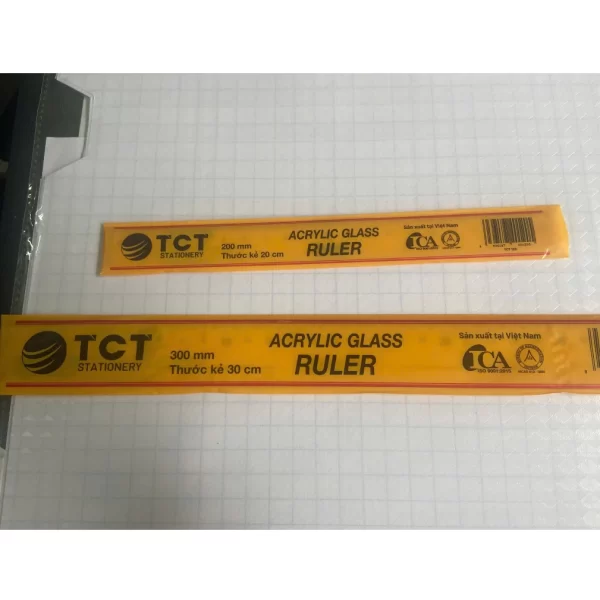 TCT
STATIONERY
200 mm
Thước kẻ 20 cm
ACRYLIC GLASS
RULER
Sản xuất tại Việt Nam
TCA
TCT
STATIONERY
300 mm
Thước kẻ 30 cm
ACRYLIC GLASS
RULER
Sản xuất tại Việt Nam
TCA